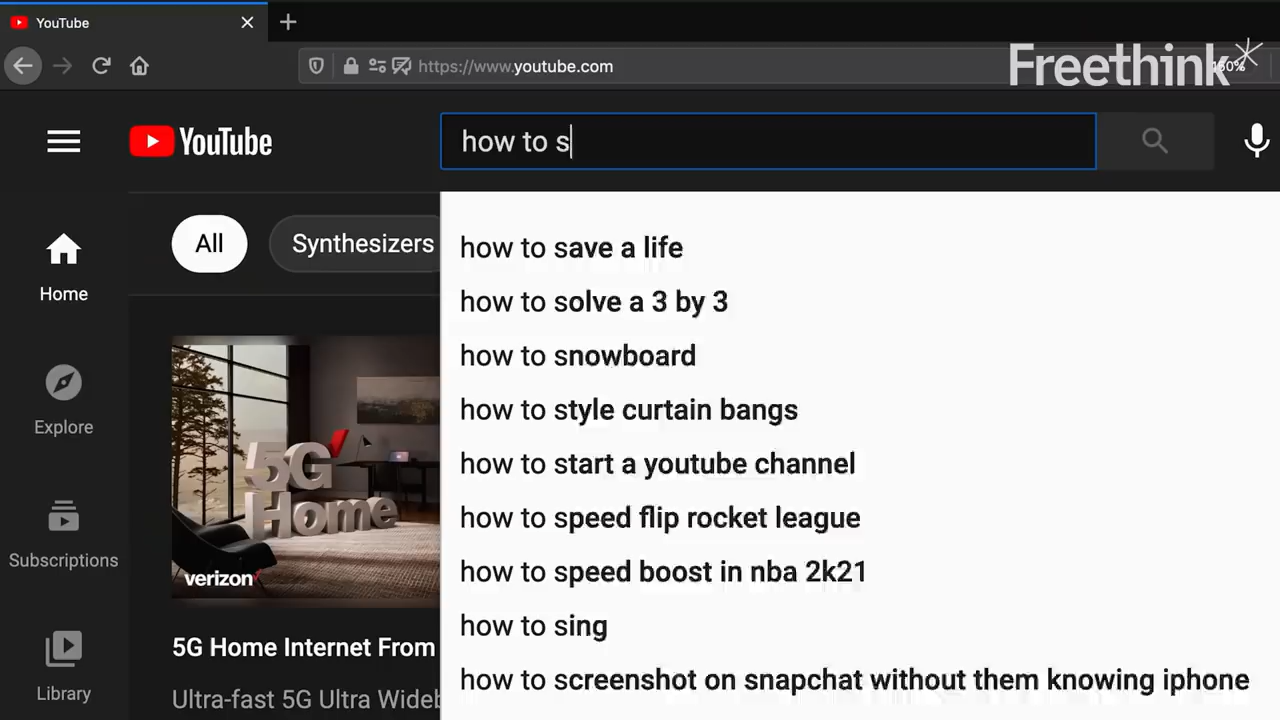 YouTube
https://www.youtube.com
Freethink
150%
YouTube
how to s
All
Synthesizers
how to save a life
how to solve a 3 by 3
how to snowboard
how to style curtain bangs
how to start a youtube channel
how to speed flip rocket league
how to speed boost in nba 2k21
how to sing
how to screenshot on snapchat without them knowing iphone
Home
Explore
Subscriptions
Library
5G
Home
verizon
5G Home Internet From
Ultra-fast 5G Ultra Wideb